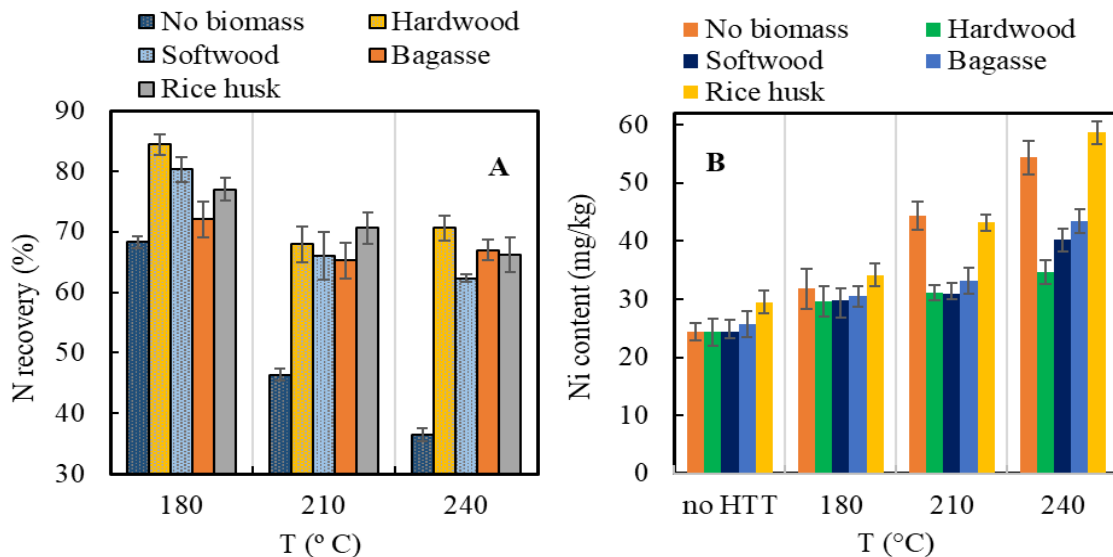 No biomass Hardwood
Softwood Bagasse
Rice husk
90
80
70
60
50
40
30
N recovery (%)
A
180 210 240
T (º C)
No biomass Hardwood
Softwood Bagasse
Rice husk
60
50
40
30
20
10
0
Ni content (mg/kg)
B
no HTT 180 210 240
T (°C)